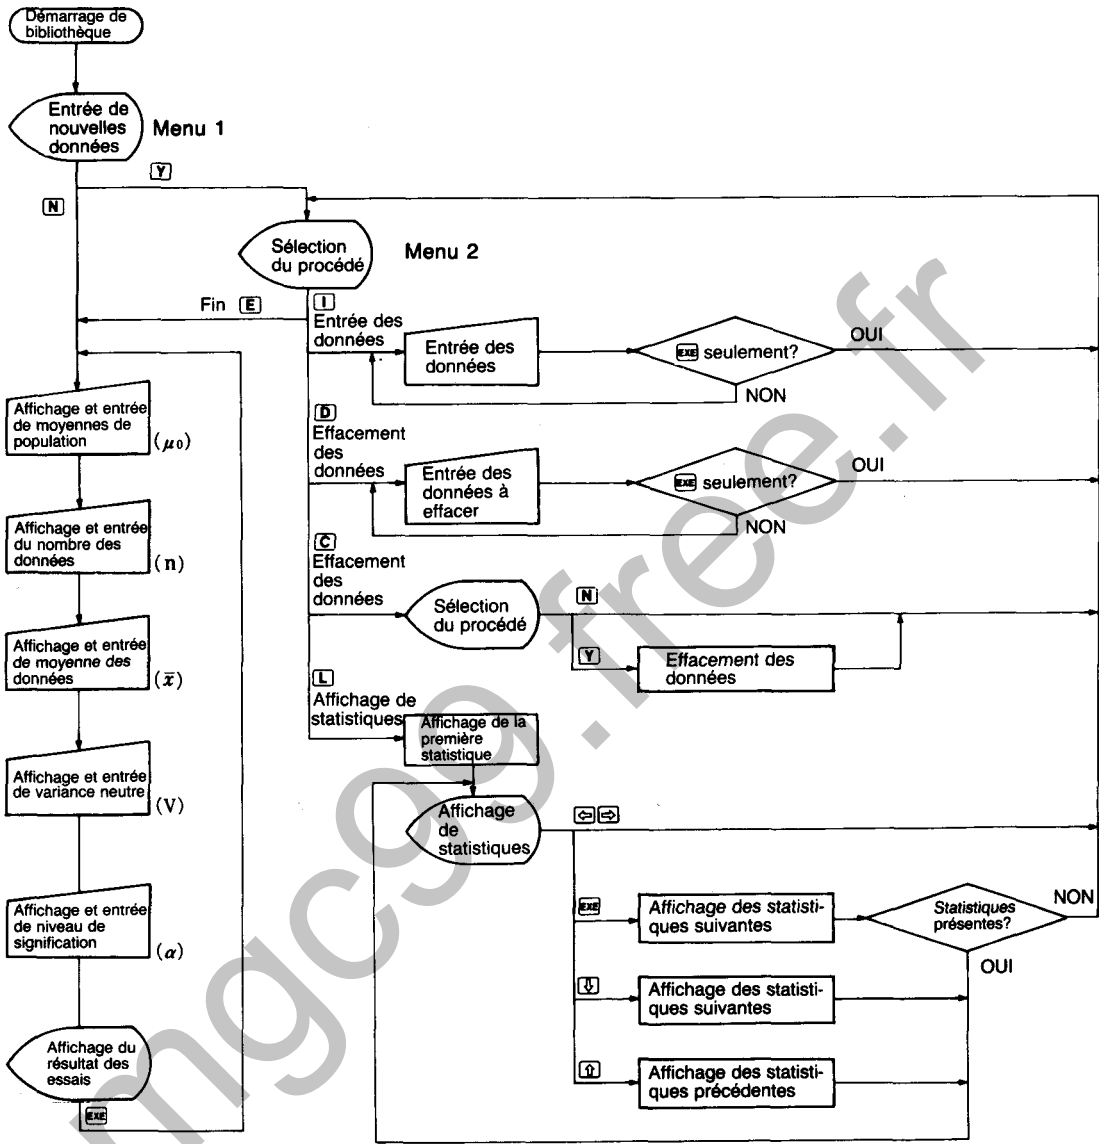 Démarrage de
bibliothèque
Entrée de
nouvelles
données
Menu 1
Y
N
Sélection
du procédé
Menu 2
Fin E
I
Entrée des
données
Entrée des
données
EXE seulement?
OUI
NON
D
Effacement
des
données
Entrée des
données à
effacer
EXE seulement?
OUI
NON
C
Effacement
des
données
Sélection
du procédé
N
Y
Effacement des
données
L
Affichage de
statistiques
Affichage de la
première
statistique
Affichage
de
statistiques
⇦ ⇨
EXE
Affichage des statisti-
ques suivantes
Statistiques
présentes?
NON
OUI
⇩
Affichage des statisti-
ques suivantes
⇧
Affichage des statisti-
ques précédentes
Affichage et entrée
de moyennes de
population
(μ0)
Affichage et entrée
du nombre des
données
(n)
Affichage et entrée
de moyenne des
données
(x̄)
Affichage et entrée
de variance neutre
(V)
Affichage et entrée
de niveau de
signification
(α)
Affichage du
résultat des
essais
EXE
mgc99.free.fr